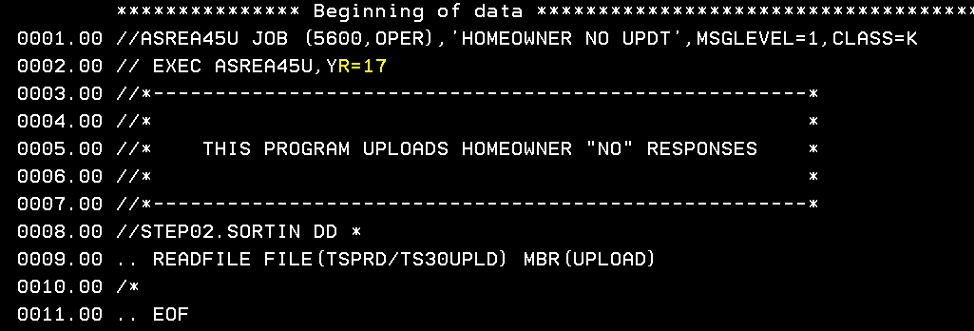 *************** Beginning of data ************************************
0001.00 //ASREA45U JOB (5600,OPER),'HOMEOWNER NO UPDT',MSGLEVEL=1,CLASS=K
0002.00 // EXEC ASREA45U,YR=17
0003.00 //*-----------------------------------------------------*
0004.00 //*                                                     *
0005.00 //*    THIS PROGRAM UPLOADS HOMEOWNER "NO" RESPONSES    *
0006.00 //*                                                     *
0007.00 //*-----------------------------------------------------*
0008.00 //STEP02.SORTIN DD *
0009.00 .. READFILE FILE(TSPRD/TS30UPLD) MBR(UPLOAD)
0010.00 /*
0011.00 .. EOF